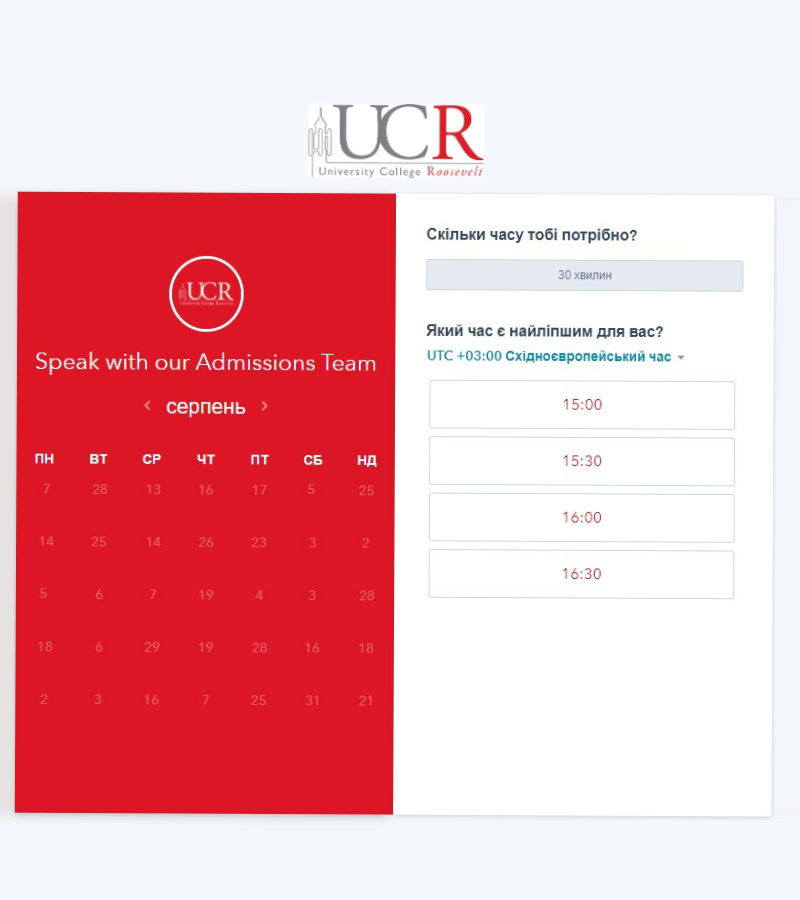 UCR
University College Roosevelt
UCR
Speak with our Admissions Team
серпень
ПН ВТ СР ЧТ ПТ СБ НД
7 28 13 16 17 5 25
14 25 14 26 23 3 2
5 6 7 19 4 3 28
18 6 29 19 28 16 18
2 3 16 7 25 31 21
Скільки часу тобі потрібно?
30 хвилин
Який час є найліпшим для вас?
UTC +03:00 Східноєвропейський час
15:00
15:30
16:00
16:30